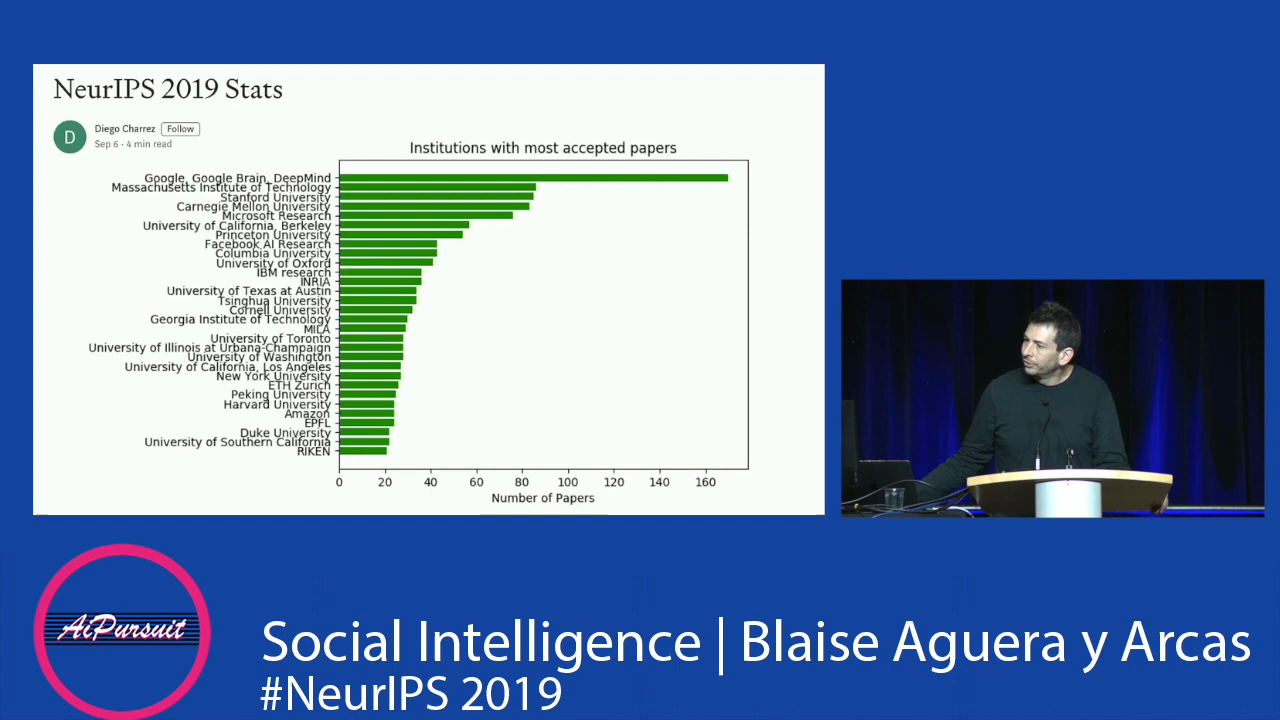 NeurIPS 2019 Stats
D
Diego Charrez Follow
Sep 6 · 4 min read
Institutions with most accepted papers
Google, Google Brain, DeepMind
Massachusetts Institute of Technology
Stanford University
Carnegie Mellon University
Microsoft Research
University of California, Berkeley
Princeton University
Facebook AI Research
Columbia University
University of Oxford
IBM research
INRIA
University of Texas at Austin
Tsinghua University
Cornell University
Georgia Institute of Technology
MILA
University of Toronto
University of Illinois at Urbana-Champaign
University of Washington
University of California, Los Angeles
New York University
ETH Zurich
Peking University
Harvard University
Amazon
EPFL
Duke University
University of Southern California
RIKEN
0 20 40 60 80 100 120 140 160
Number of Papers
AiPursuit
Social Intelligence | Blaise Aguera y Arcas
#NeurIPS 2019